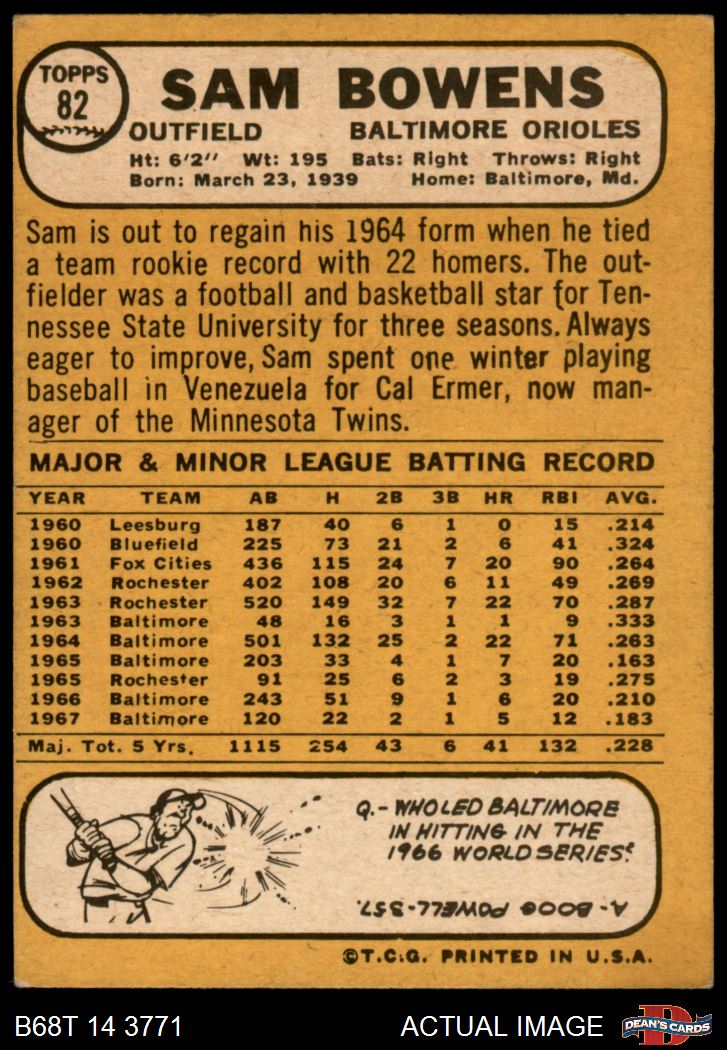 TOPPS
82
SAM BOWENS
OUTFIELD BALTIMORE ORIOLES
Ht: 6'2" Wt: 195 Bats: Right Throws: Right
Born: March 23, 1939 Home: Baltimore, Md.
Sam is out to regain his 1964 form when he tied
a team rookie record with 22 homers. The out-
fielder was a football and basketball star for Ten-
nessee State University for three seasons. Always
eager to improve, Sam spent one winter playing
baseball in Venezuela for Cal Ermer, now man-
ager of the Minnesota Twins.
MAJOR & MINOR LEAGUE BATTING RECORD
YEAR TEAM AB H 2B 3B HR RBI AVG.
1960 Leesburg 187 40 6 1 0 15 .214
1960 Bluefield 225 73 21 2 6 41 .324
1961 Fox Cities 436 115 24 7 20 90 .264
1962 Rochester 402 108 20 6 11 49 .269
1963 Rochester 520 149 32 7 22 70 .287
1963 Baltimore 48 16 3 1 1 9 .333
1964 Baltimore 501 132 25 2 22 71 .263
1965 Baltimore 203 33 4 1 7 20 .163
1965 Rochester 91 25 6 2 3 19 .275
1966 Baltimore 243 51 9 1 6 20 .210
1967 Baltimore 120 22 2 1 5 12 .183
Maj. Tot. 5 Yrs. 1115 254 43 6 41 132 .228
Q.- WHO LED BALTIMORE
IN HITTING IN THE
1966 WORLD SERIES?
A- BOOG POWELL-.357.
©T.C.G. PRINTED IN U.S.A.
B68T 14 3771 ACTUAL IMAGE D DEAN'S CARDS